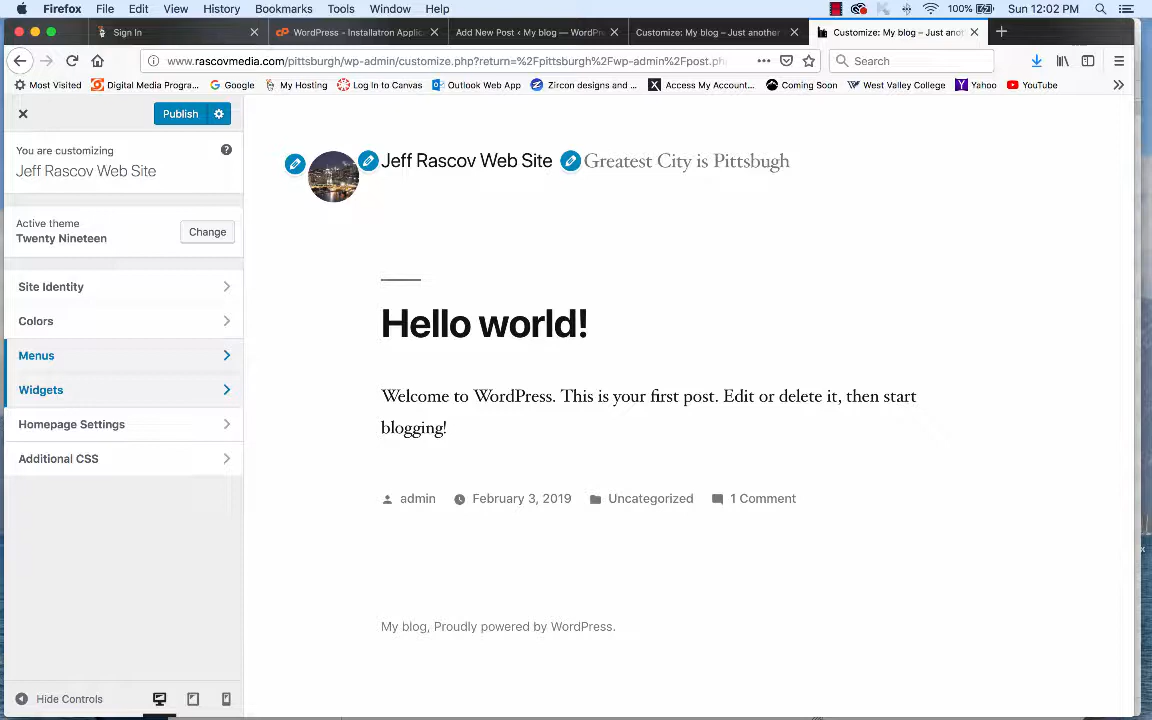 Firefox File Edit View History Bookmarks Tools Window Help 100% Sun 12:02 PM
Sign In WordPress - Installatron Applic Add New Post ‹ My blog — WordPr Customize: My blog – Just another Customize: My blog – Just anot
www.rascovmedia.com/pittsburgh/wp-admin/customize.php?return=%2Fpittsburgh%2Fwp-admin%2Fpost.ph Search
Most Visited Digital Media Progra... Google My Hosting Log In to Canvas Outlook Web App Zircon designs and ... Access My Account... Coming Soon West Valley College Yahoo YouTube
Publish
You are customizing
Jeff Rascov Web Site
Active theme
Twenty Nineteen
Change
Site Identity
Colors
Menus
Widgets
Homepage Settings
Additional CSS
Hide Controls
Jeff Rascov Web Site Greatest City is Pittsbugh
Hello world!
Welcome to WordPress. This is your first post. Edit or delete it, then start
blogging!
admin February 3, 2019 Uncategorized 1 Comment
My blog, Proudly powered by WordPress.